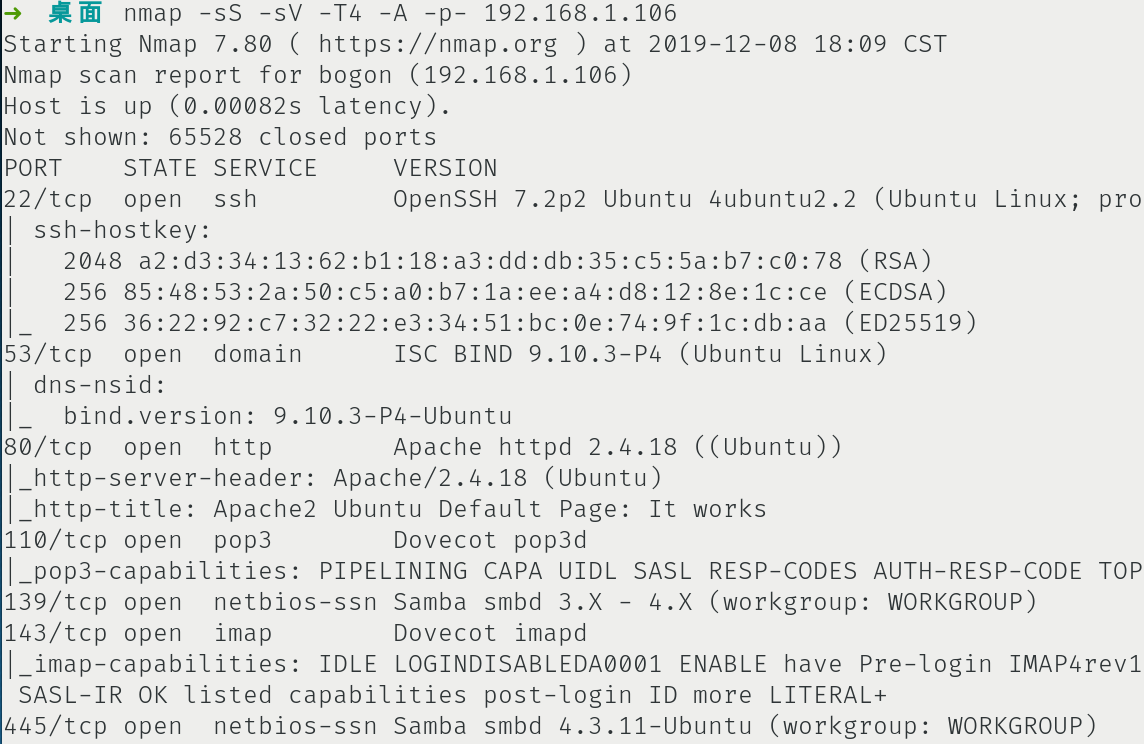 → 桌面 nmap -sS -sV -T4 -A -p- 192.168.1.106
Starting Nmap 7.80 ( https://nmap.org ) at 2019-12-08 18:09 CST
Nmap scan report for bogon (192.168.1.106)
Host is up (0.00082s latency).
Not shown: 65528 closed ports
PORT    STATE SERVICE     VERSION
22/tcp  open  ssh         OpenSSH 7.2p2 Ubuntu 4ubuntu2.2 (Ubuntu Linux; pro
| ssh-hostkey:
|   2048 a2:d3:34:13:62:b1:18:a3:dd:db:35:c5:5a:b7:c0:78 (RSA)
|   256 85:48:53:2a:50:c5:a0:b7:1a:ee:a4:d8:12:8e:1c:ce (ECDSA)
|_  256 36:22:92:c7:32:22:e3:34:51:bc:0e:74:9f:1c:db:aa (ED25519)
53/tcp  open  domain      ISC BIND 9.10.3-P4 (Ubuntu Linux)
| dns-nsid:
|_  bind.version: 9.10.3-P4-Ubuntu
80/tcp  open  http        Apache httpd 2.4.18 ((Ubuntu))
|_http-server-header: Apache/2.4.18 (Ubuntu)
|_http-title: Apache2 Ubuntu Default Page: It works
110/tcp open  pop3        Dovecot pop3d
|_pop3-capabilities: PIPELINING CAPA UIDL SASL RESP-CODES AUTH-RESP-CODE TOP
139/tcp open  netbios-ssn Samba smbd 3.X - 4.X (workgroup: WORKGROUP)
143/tcp open  imap        Dovecot imapd
|_imap-capabilities: IDLE LOGINDISABLEDA0001 ENABLE have Pre-login IMAP4rev1
 SASL-IR OK listed capabilities post-login ID more LITERAL+
445/tcp open  netbios-ssn Samba smbd 4.3.11-Ubuntu (workgroup: WORKGROUP)